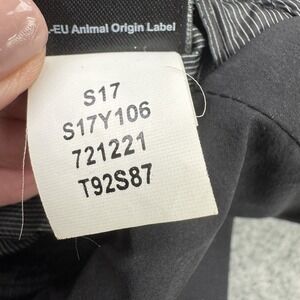 -EU Animal Origin Label
S17
S17Y106
721221
T92S87